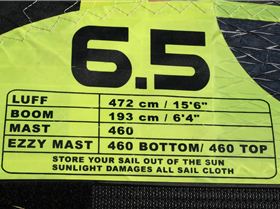 6.5
LUFF 472 cm / 15'6"
BOOM 193 cm / 6'4"
MAST 460
EZZY MAST 460 BOTTOM/ 460 TOP
STORE YOUR SAIL OUT OF THE SUN
SUNLIGHT DAMAGES ALL SAIL CLOTH